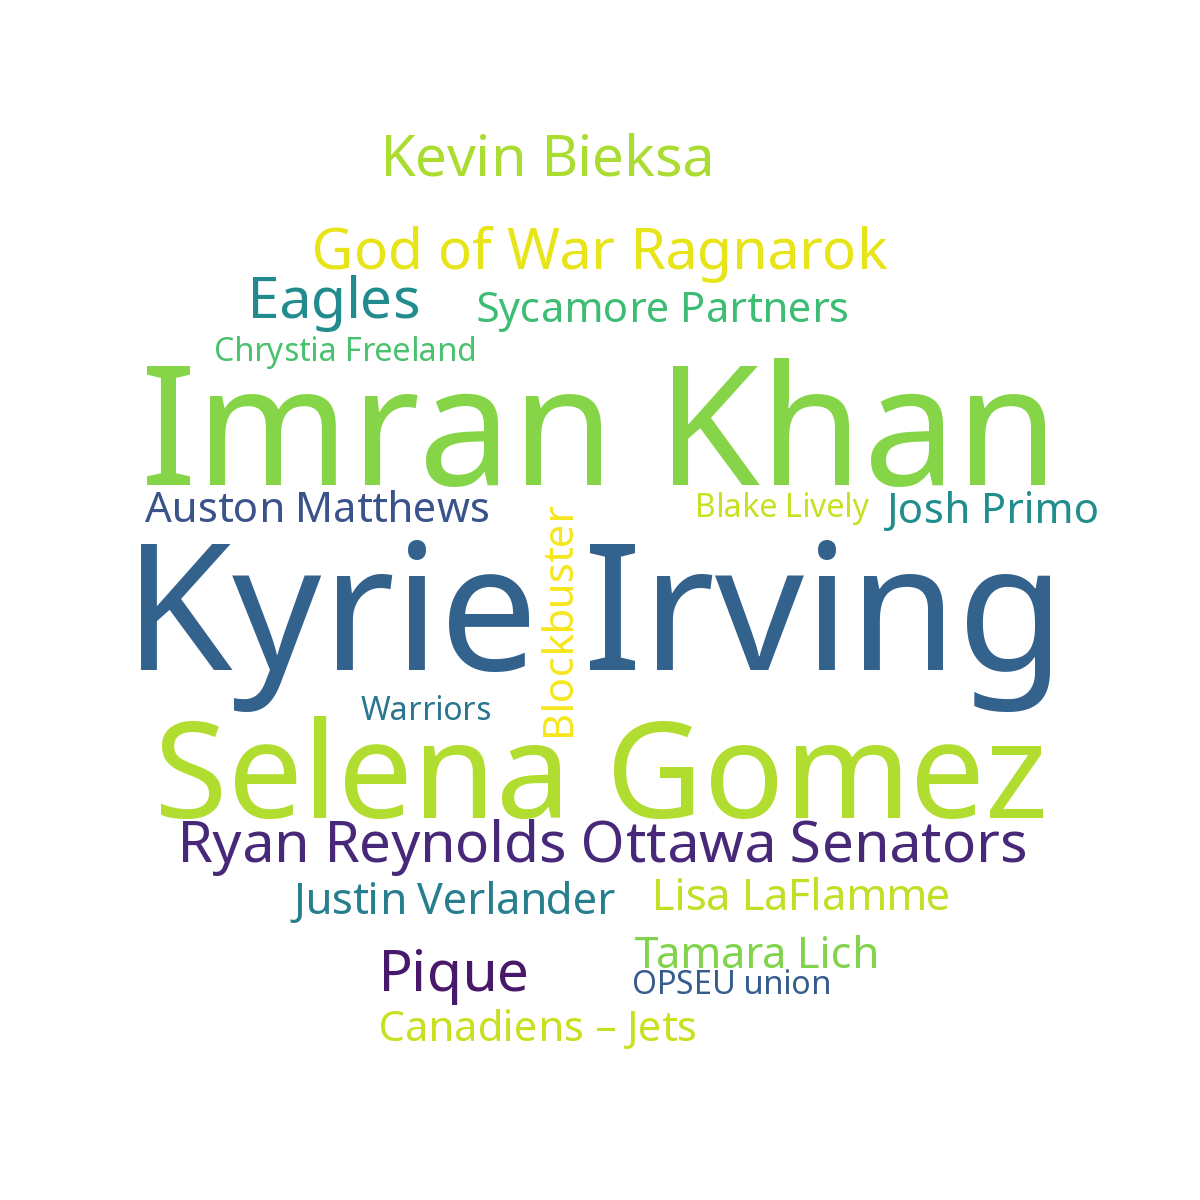 Kevin Bieksa
God of War Ragnarok
Eagles
Sycamore Partners
Chrystia Freeland
Imran Khan
Auston Matthews
Blake Lively
Josh Primo
Kyrie Irving
Blockbuster
Warriors
Selena Gomez
Ryan Reynolds Ottawa Senators
Justin Verlander
Lisa LaFlamme
Tamara Lich
Pique
OPSEU union
Canadiens – Jets